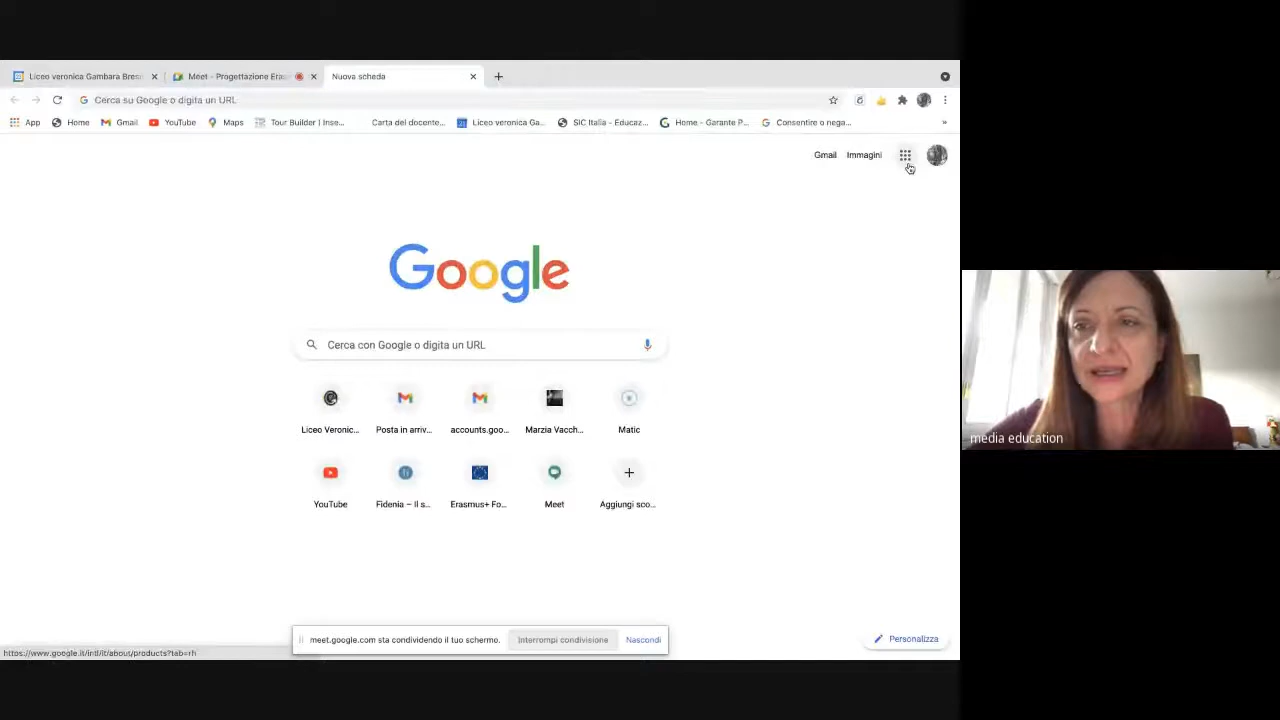 Liceo veronica Gambara Bresc
Meet - Progettazione Eras
Nuova scheda
Cerca su Google o digita un URL
App
Home
Gmail
YouTube
Maps
Tour Builder | Inse...
Carta del docente...
Liceo veronica Ga...
SIC Italia - Educaz...
Home - Garante P...
Consentire o nega...
»
Gmail
Immagini
Google
Cerca con Google o digita un URL
Liceo Veronic...
Posta in arriv...
accounts.goo...
Marzia Vacch...
Matic
YouTube
Fidenia – Il s...
Erasmus+ Fo...
Meet
Aggiungi sco...
media education
meet.google.com sta condividendo il tuo schermo.
Interrompi condivisione
Nascondi
Personalizza
https://www.google.it/intl/it/about/products?tab=rh